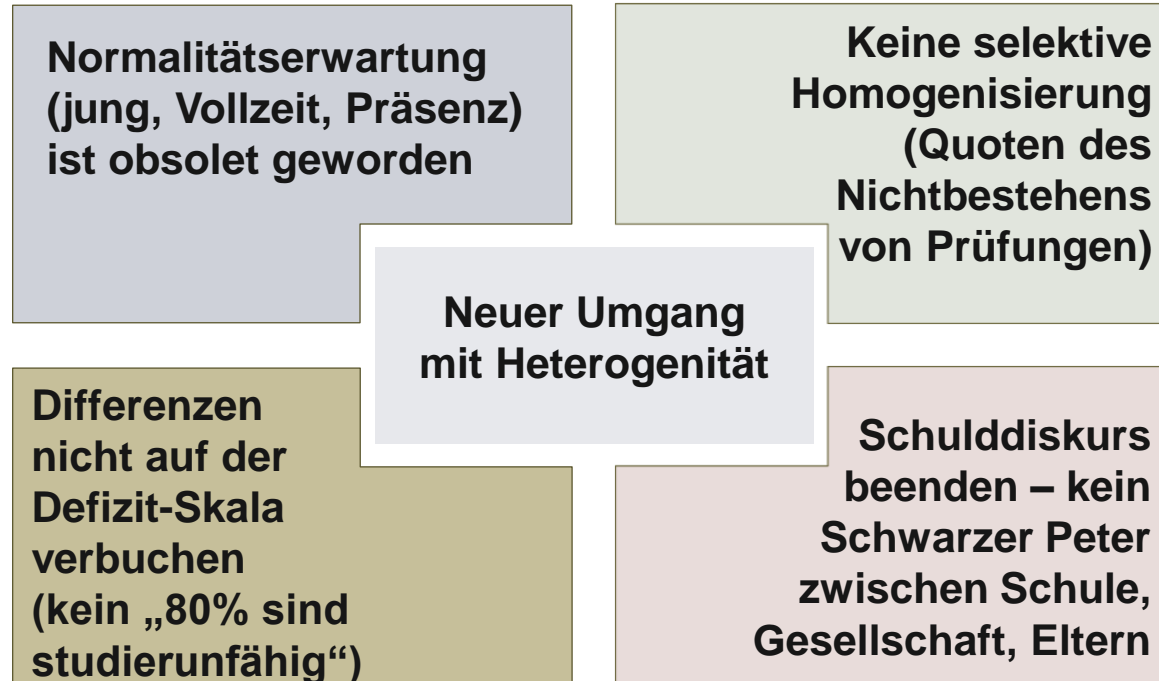 Normalitätserwartung
(jung, Vollzeit, Präsenz)
ist obsolet geworden
Keine selektive
Homogenisierung
(Quoten des
Nichtbestehens
von Prüfungen)
Neuer Umgang
mit Heterogenität
Differenzen
nicht auf der
Defizit-Skala
verbuchen
(kein „80% sind
studierunfähig“)
Schulddiskurs
beenden – kein
Schwarzer Peter
zwischen Schule,
Gesellschaft, Eltern